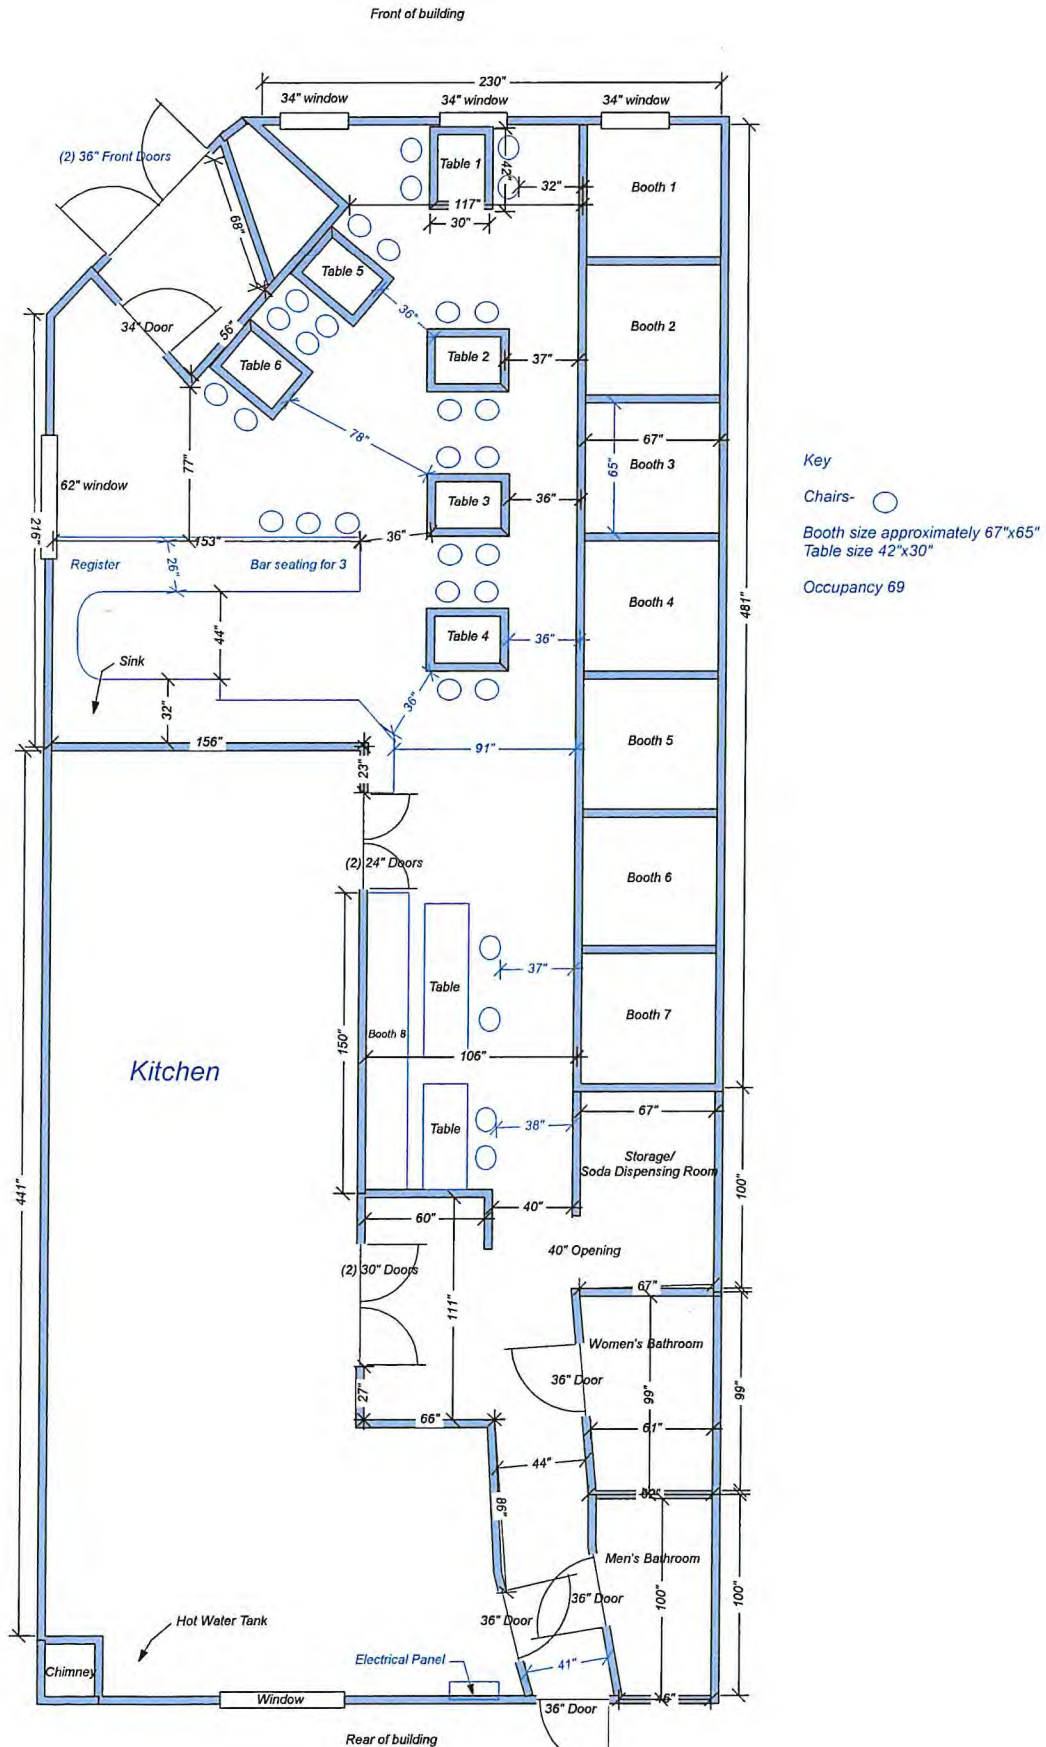 Front of building
230"
34" window
34" window
34" window
(2) 36" Front Doors
Table 1
42"
32"
Booth 1
117"
30"
68"
Table 5
36"
34" Door
56"
Table 2
37"
Booth 2
Table 6
78"
67"
65"
Booth 3
Key
Chairs-
Booth size approximately 67"x65"
Table size 42"x30"
Occupancy 69
62" window
77"
216"
Table 3
36"
36"
153"
Register
26"
Bar seating for 3
44"
Booth 4
481"
Table 4
36"
Sink
32"
36"
156"
23"
91"
Booth 5
(2) 24" Doors
Booth 6
37"
Table
Booth 8
150"
106"
Booth 7
Kitchen
Table
38"
67"
Storage/
Soda Dispensing Room
100"
441"
60"
40"
40" Opening
(2) 30" Doors
111"
67"
Women's Bathroom
36" Door
99"
99"
27"
66"
61"
44"
86"
62"
Men's Bathroom
100"
100"
36" Door
36" Door
Hot Water Tank
Electrical Panel
41"
Chimney
Window
36" Door
Rear of building